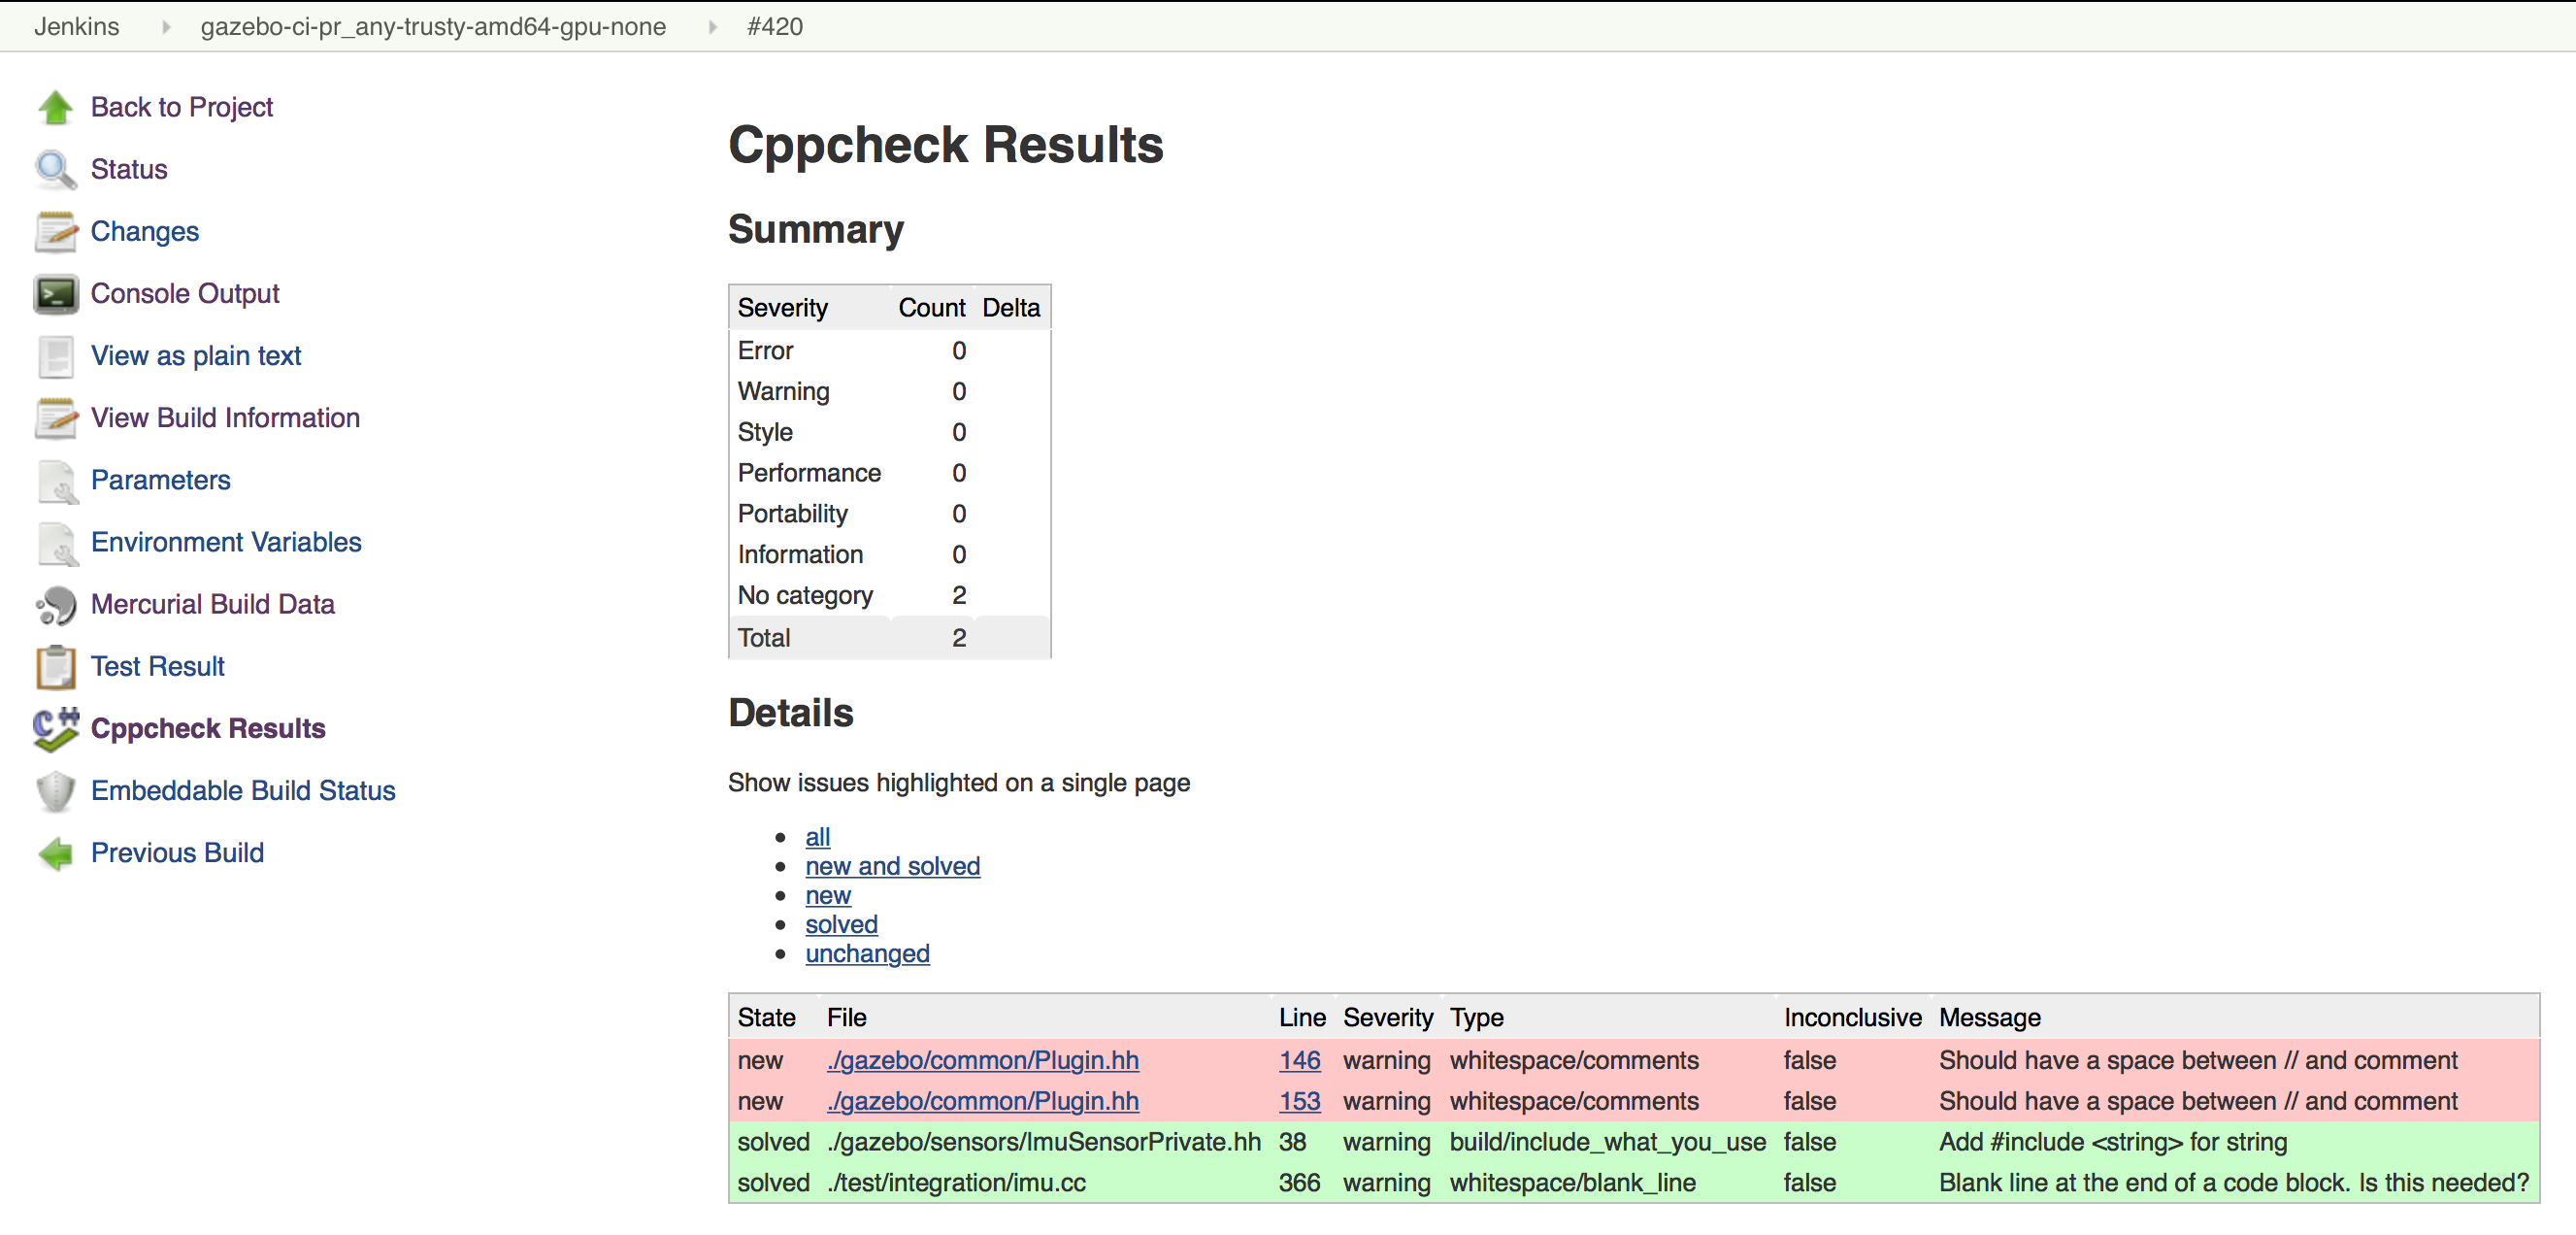 Jenkins gazebo-ci-pr_any-trusty-amd64-gpu-none #420
Back to Project
Status
Changes
Console Output
View as plain text
View Build Information
Parameters
Environment Variables
Mercurial Build Data
Test Result
Cppcheck Results
Embeddable Build Status
Previous Build
Cppcheck Results
Summary
Severity Count Delta
Error 0
Warning 0
Style 0
Performance 0
Portability 0
Information 0
No category 2
Total 2
Details
Show issues highlighted on a single page
all
new and solved
new
solved
unchanged
State File Line Severity Type Inconclusive Message
new ./gazebo/common/Plugin.hh 146 warning whitespace/comments false Should have a space between // and comment
new ./gazebo/common/Plugin.hh 153 warning whitespace/comments false Should have a space between // and comment
solved ./gazebo/sensors/ImuSensorPrivate.hh 38 warning build/include_what_you_use false Add #include <string> for string
solved ./test/integration/imu.cc 366 warning whitespace/blank_line false Blank line at the end of a code block. Is this needed?